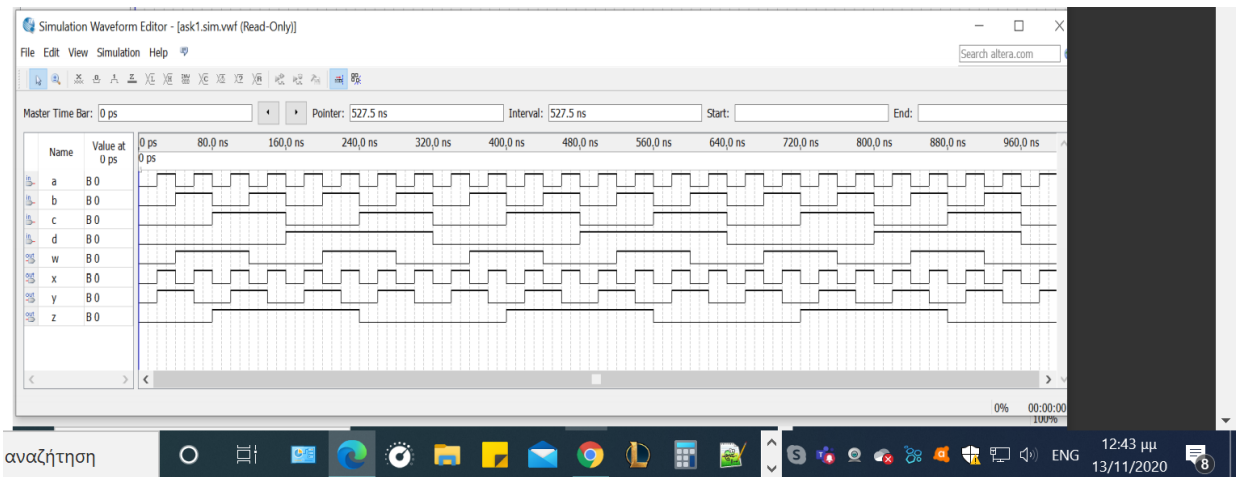 Simulation Waveform Editor - [ask1.sim.vwf (Read-Only)]
File Edit View Simulation Help
Search altera.com
Master Time Bar: 0 ps Pointer: 527.5 ns Interval: 527.5 ns Start: End:
Name Value at 0 ps
0 ps 80,0 ns 160,0 ns 240,0 ns 320,0 ns 400,0 ns 480,0 ns 560,0 ns 640,0 ns 720,0 ns 800,0 ns 880,0 ns 960,0 ns
0 ps
a B 0
b B 0
c B 0
d B 0
w B 0
x B 0
y B 0
z B 0
0% 00:00:00
100%
αναζήτηση
ENG
12:43 μμ
13/11/2020
8